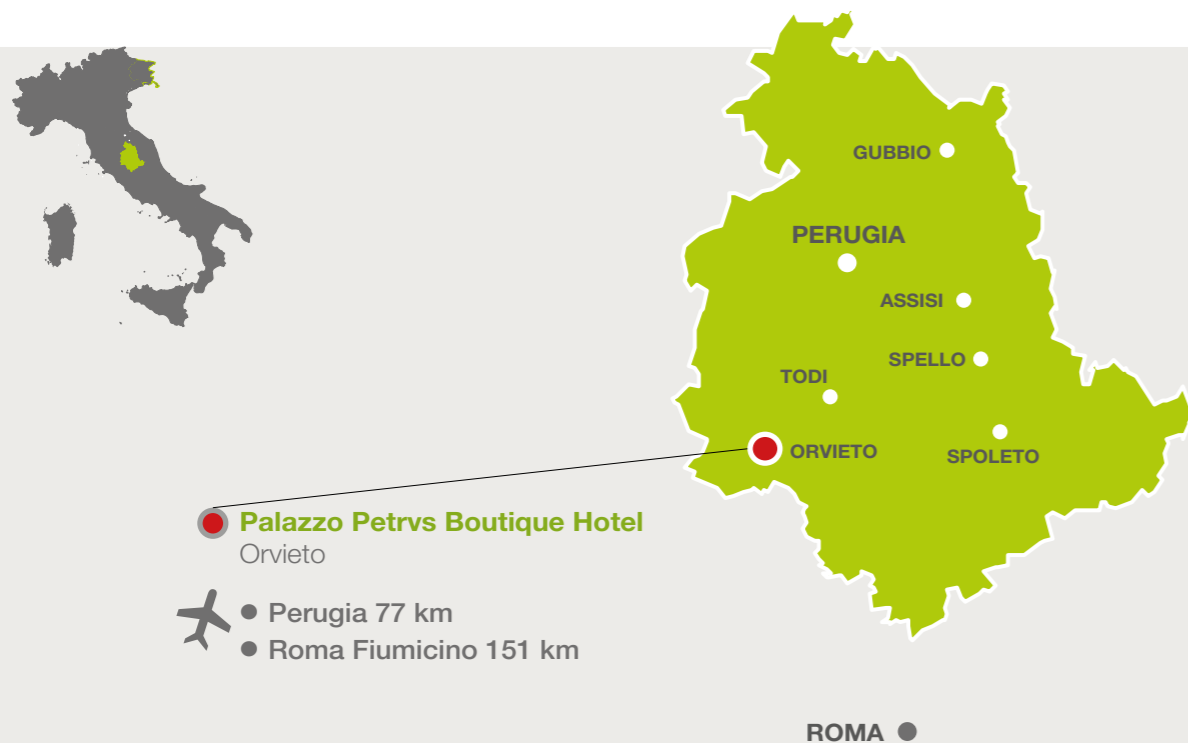 GUBBIO
PERUGIA
ASSISI
SPELLO
TODI
ORVIETO
SPOLETO
Palazzo Petrvs Boutique Hotel
Orvieto
Perugia 77 km
Roma Fiumicino 151 km
ROMA